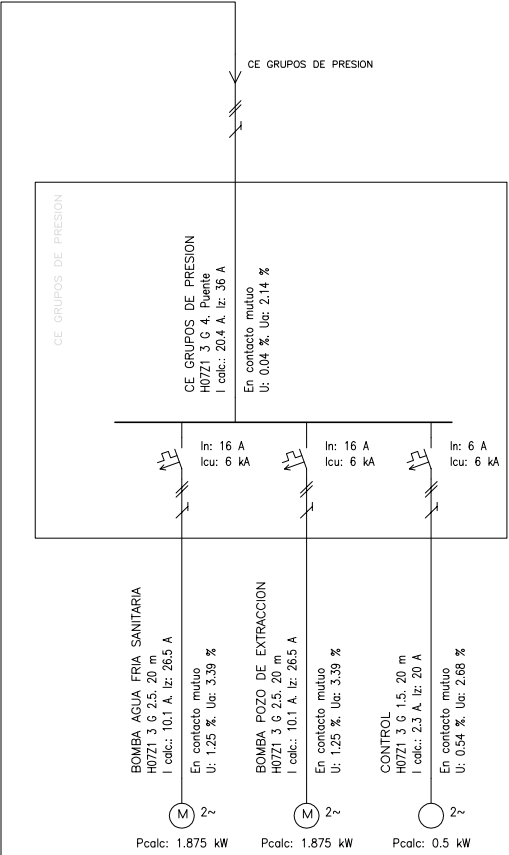 CE GRUPOS DE PRESION
CE GRUPOS DE PRESION
CE GRUPOS DE PRESION
H07Z1 3 G 4. Puente
I calc.: 20.4 A. Iz: 36 A
En contacto mutuo
U: 0.04 %. Ua: 2.14 %
In: 16 A
Icu: 6 kA
In: 16 A
Icu: 6 kA
In: 6 A
Icu: 6 kA
BOMBA AGUA FRIA SANITARIA
H07Z1 3 G 2.5. 20 m
I calc.: 10.1 A. Iz: 26.5 A
En contacto mutuo
U: 1.25 %. Ua: 3.39 %
BOMBA POZO DE EXTRACCION
H07Z1 3 G 2.5. 20 m
I calc.: 10.1 A. Iz: 26.5 A
En contacto mutuo
U: 1.25 %. Ua: 3.39 %
CONTROL
H07Z1 3 G 1.5. 20 m
I calc.: 2.3 A. Iz: 20 A
En contacto mutuo
U: 0.54 %. Ua: 2.68 %
M 2~
M 2~
2~
Pcalc: 1.875 kW
Pcalc: 1.875 kW
Pcalc: 0.5 kW